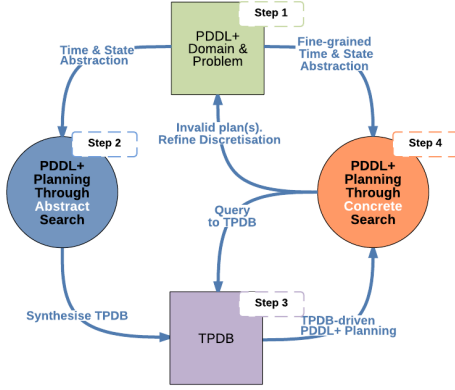 Step 1
PDDL+
Domain &
Problem
Time & State
Abstraction
Fine-grained
Time & State
Abstraction
Step 2
Step 4
Invalid plan(s).
Refine Discretisation
PDDL+
Planning
Through
Abstract
Search
PDDL+
Planning
Through
Concrete
Search
Query
to TPDB
Step 3
Synthesise TPDB
TPDB
TPDB-driven
PDDL+ Planning